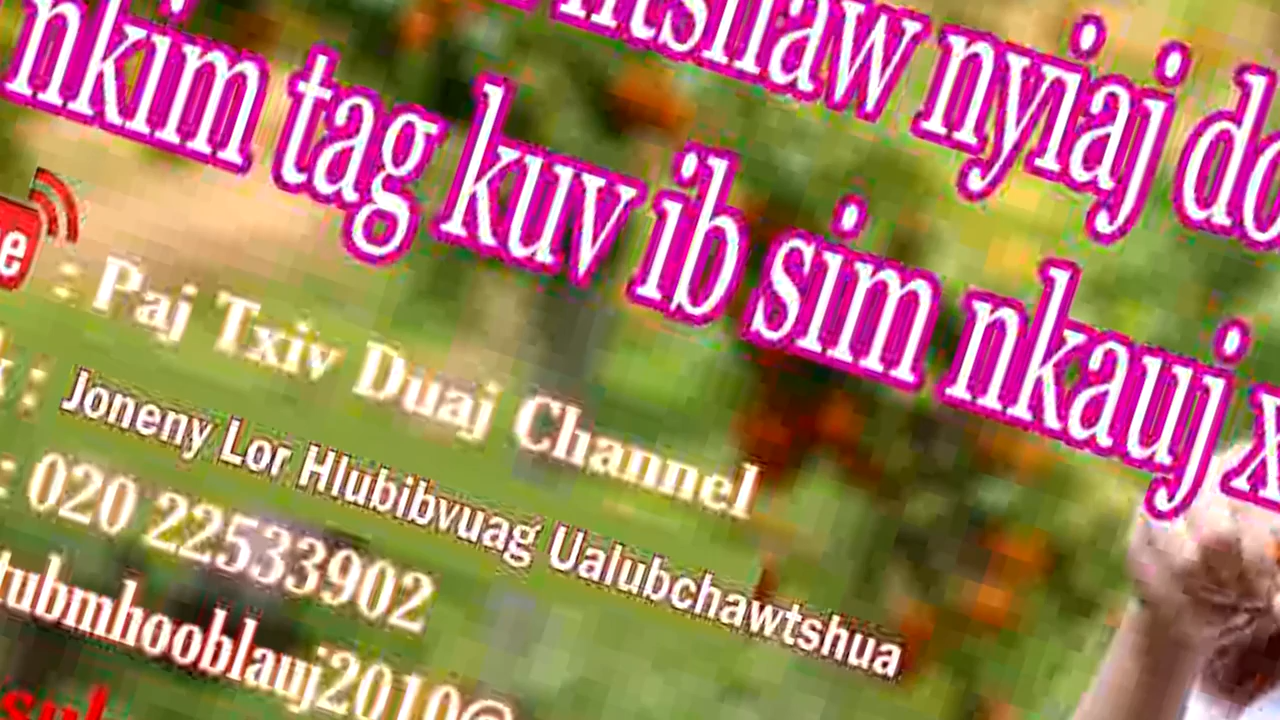 ntshaw nyiaj
nkim tag kuv ib sim nkauj
: Paj Txiv Duaj Channel
: Joneny Lor Hlubibvuag Ualubchawtshua
: 020 22533902
tubmhooblauj2010@